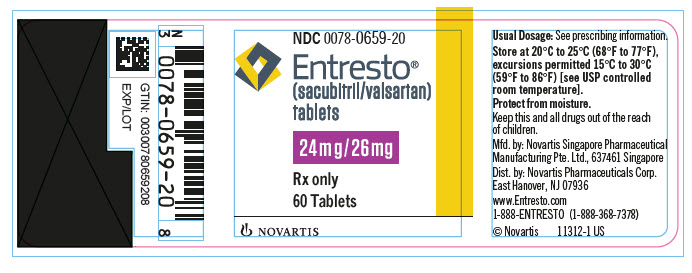 N
3 0078-0659-20 8
GTIN: 00300780659208
EXP/LOT
NDC 0078-0659-20
Entresto®
(sacubitril/valsartan)
tablets
24mg/26mg
Rx only
60 Tablets
NOVARTIS
Usual Dosage: See prescribing information.
Store at 20°C to 25°C (68°F to 77°F),
excursions permitted 15°C to 30°C
(59°F to 86°F) [see USP controlled
room temperature].
Protect from moisture.
Keep this and all drugs out of the reach
of children.
Mfd. by: Novartis Singapore Pharmaceutical
Manufacturing Pte. Ltd., 637461 Singapore
Dist. by: Novartis Pharmaceuticals Corp.
East Hanover, NJ 07936
www.Entresto.com
1-888-ENTRESTO (1-888-368-7378)
© Novartis 11312-1 US